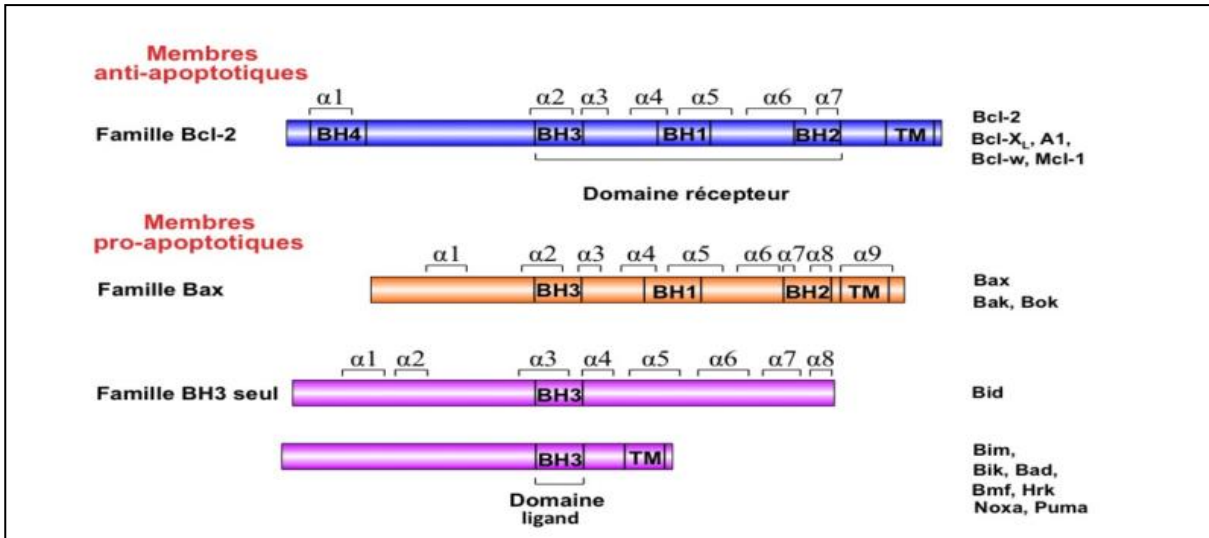 Membres
anti-apoptotiques
α1 α2 α3 α4 α5 α6 α7
Famille Bcl-2
BH4 BH3 BH1 BH2 TM
Bcl-2
Bcl-XL, A1,
Bcl-w, Mcl-1
Domaine récepteur
Membres
pro-apoptotiques
α1 α2 α3 α4 α5 α6 α7 α8 α9
Famille Bax
BH3 BH1 BH2 TM
Bax
Bak, Bok
α1 α2 α3 α4 α5 α6 α7 α8
Famille BH3 seul
BH3
Bid
BH3 TM
Bim,
Bik, Bad,
Bmf, Hrk
Noxa, Puma
Domaine
ligand